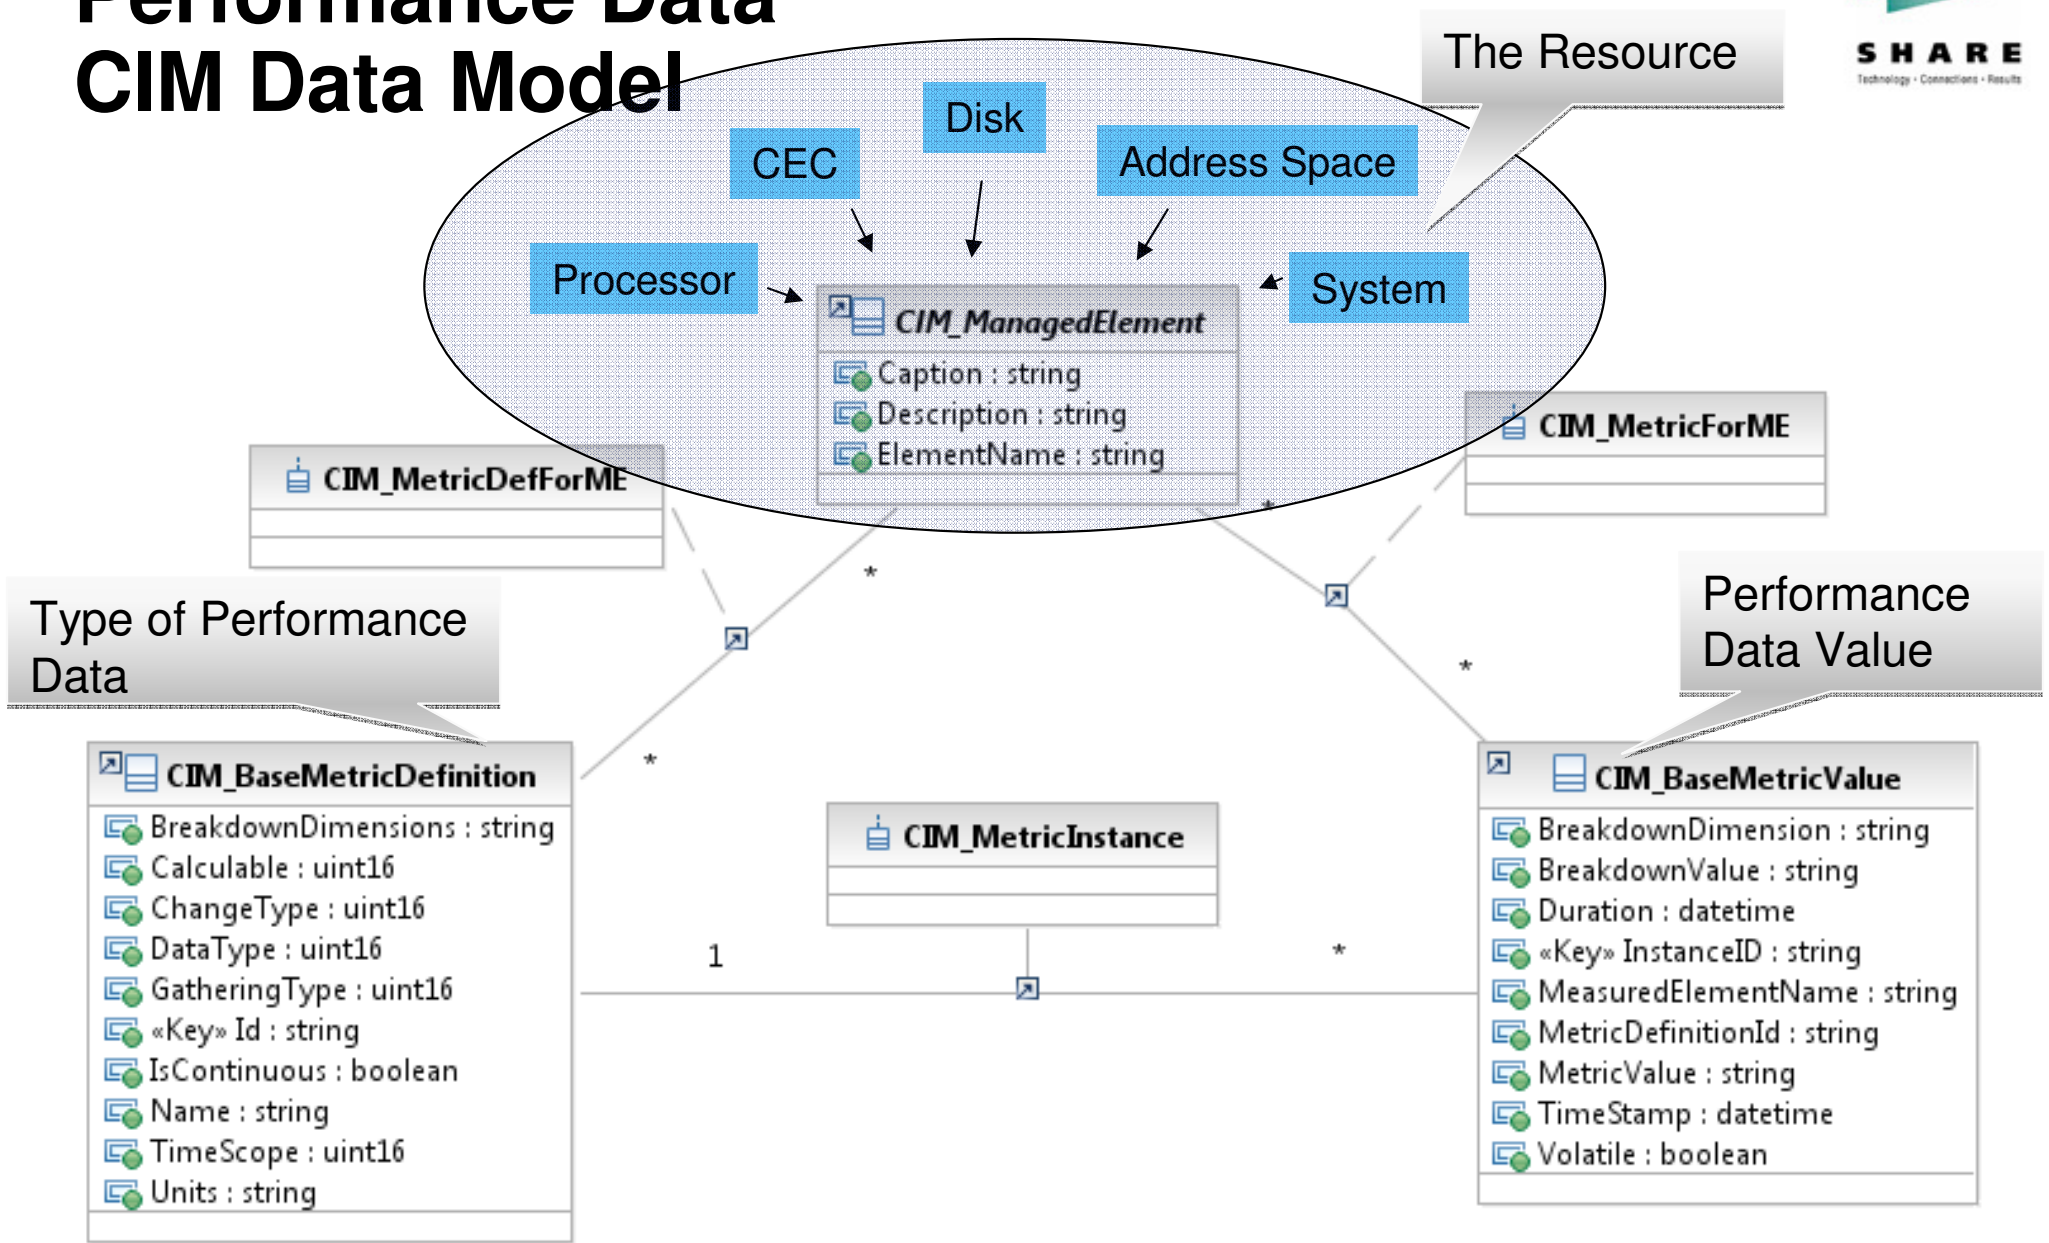 Performance Data
CIM Data Model
The Resource
SHARE
Technology · Connections · Results
Disk
CEC
Address Space
Processor
System
CIM_ManagedElement
Caption : string
Description : string
ElementName : string
CIM_MetricForME
CIM_MetricDefForME
*
*
*
*
Type of Performance
Data
Performance
Data Value
CIM_BaseMetricDefinition
BreakdownDimensions : string
Calculable : uint16
ChangeType : uint16
DataType : uint16
GatheringType : uint16
«Key» Id : string
IsContinuous : boolean
Name : string
TimeScope : uint16
Units : string
CIM_MetricInstance
1
*
CIM_BaseMetricValue
BreakdownDimension : string
BreakdownValue : string
Duration : datetime
«Key» InstanceID : string
MeasuredElementName : string
MetricDefinitionId : string
MetricValue : string
TimeStamp : datetime
Volatile : boolean